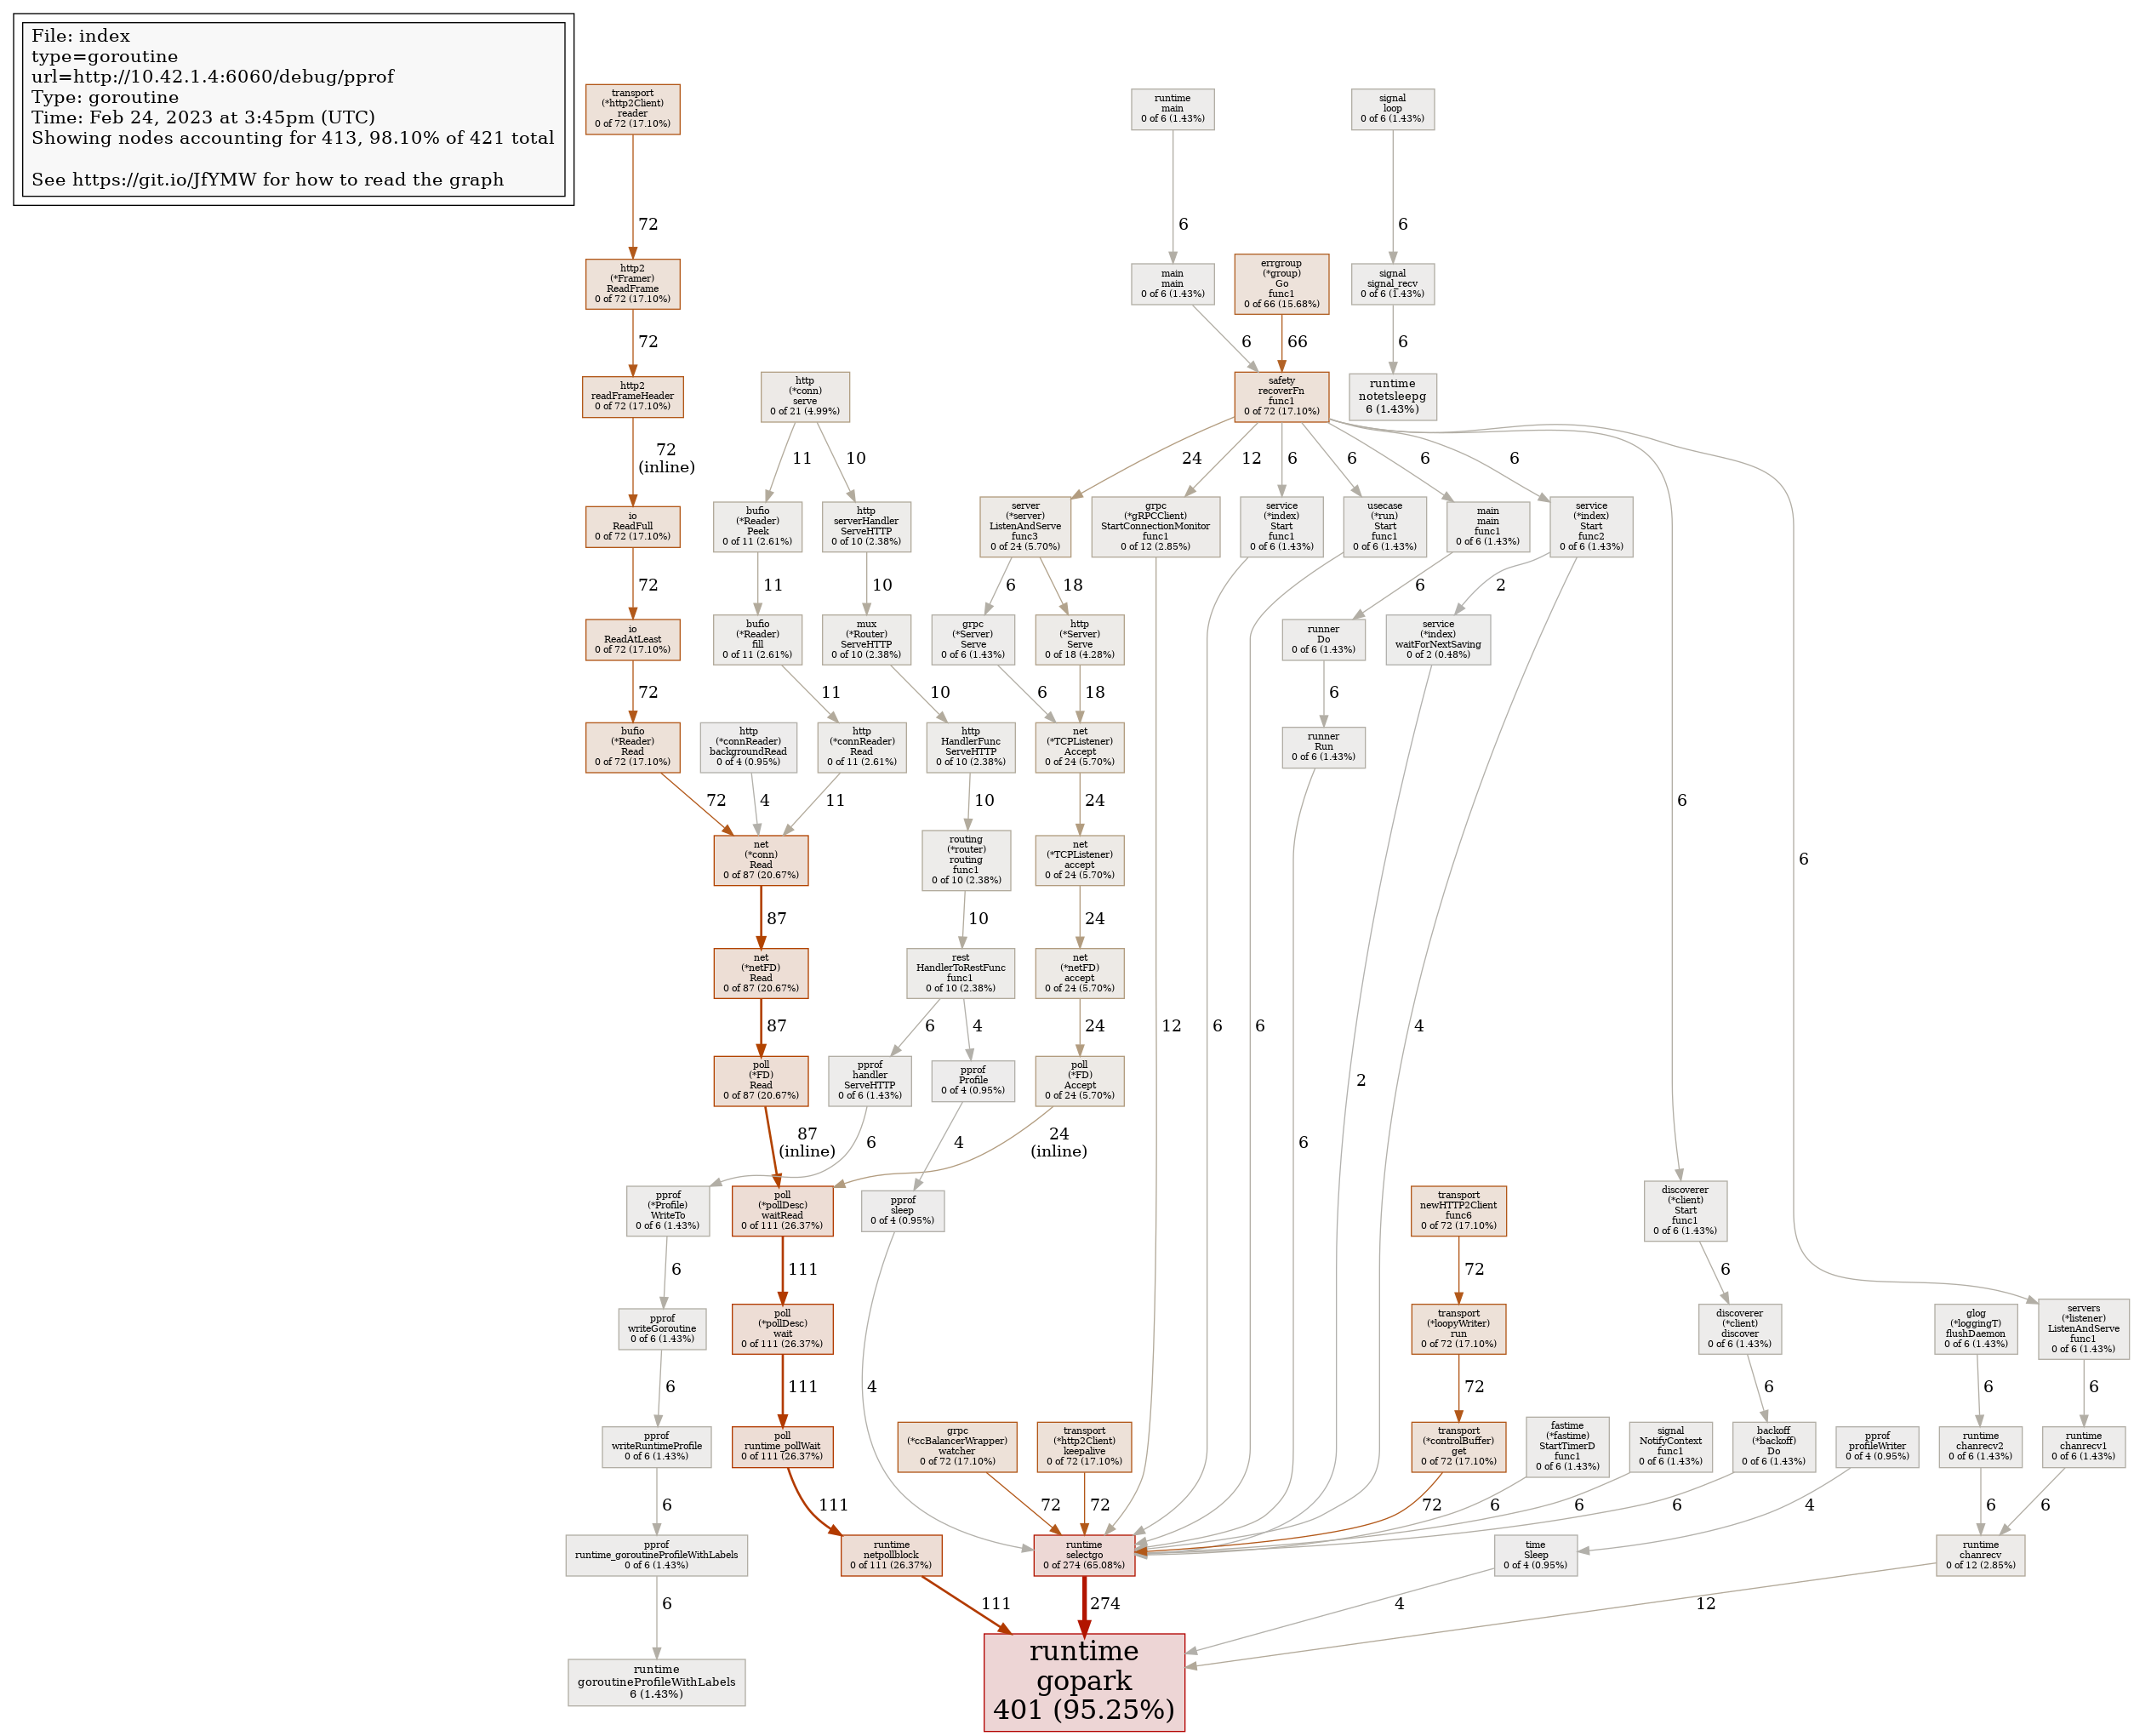 File: index
type=goroutine
url=http://10.42.1.4:6060/debug/pprof
Type: goroutine
Time: Feb 24, 2023 at 3:45pm (UTC)
Showing nodes accounting for 413, 98.10% of 421 total
See https://git.io/JfYMW for how to read the graph
transport
(*http2Client)
reader
0 of 72 (17.10%)
runtime
main
0 of 6 (1.43%)
signal
loop
0 of 6 (1.43%)
72
6
6
http2
(*Framer)
ReadFrame
0 of 72 (17.10%)
main
main
0 of 6 (1.43%)
errgroup
(*group)
Go
func1
0 of 66 (15.68%)
signal
signal_recv
0 of 6 (1.43%)
72
6
66
6
http2
readFrameHeader
0 of 72 (17.10%)
http
(*conn)
serve
0 of 21 (4.99%)
safety
recoverFn
func1
0 of 72 (17.10%)
runtime
notetsleepg
6 (1.43%)
72
(inline)
11
10
24
12
6
6
6
6
io
ReadFull
0 of 72 (17.10%)
bufio
(*Reader)
Peek
0 of 11 (2.61%)
http
serverHandler
ServeHTTP
0 of 10 (2.38%)
server
(*server)
ListenAndServe
func3
0 of 24 (5.70%)
grpc
(*gRPCClient)
StartConnectionMonitor
func1
0 of 12 (2.85%)
service
(*index)
Start
func1
0 of 6 (1.43%)
usecase
(*run)
Start
func1
0 of 6 (1.43%)
main
main
func1
0 of 6 (1.43%)
service
(*index)
Start
func2
0 of 6 (1.43%)
72
11
10
6
18
6
2
io
ReadAtLeast
0 of 72 (17.10%)
bufio
(*Reader)
fill
0 of 11 (2.61%)
mux
(*Router)
ServeHTTP
0 of 10 (2.38%)
grpc
(*Server)
Serve
0 of 6 (1.43%)
http
(*Server)
Serve
0 of 18 (4.28%)
runner
Do
0 of 6 (1.43%)
service
(*index)
waitForNextSaving
0 of 2 (0.48%)
72
11
10
6
18
6
bufio
(*Reader)
Read
0 of 72 (17.10%)
http
(*connReader)
backgroundRead
0 of 4 (0.95%)
http
(*connReader)
Read
0 of 11 (2.61%)
http
HandlerFunc
ServeHTTP
0 of 10 (2.38%)
net
(*TCPListener)
Accept
0 of 24 (5.70%)
runner
Run
0 of 6 (1.43%)
72
4
11
10
24
6
net
(*conn)
Read
0 of 87 (20.67%)
routing
(*router)
routing
func1
0 of 10 (2.38%)
net
(*TCPListener)
accept
0 of 24 (5.70%)
6
87
10
24
net
(*netFD)
Read
0 of 87 (20.67%)
rest
HandlerToRestFunc
func1
0 of 10 (2.38%)
net
(*netFD)
accept
0 of 24 (5.70%)
87
6
4
24
12
6
6
4
poll
(*FD)
Read
0 of 87 (20.67%)
pprof
handler
ServeHTTP
0 of 6 (1.43%)
pprof
Profile
0 of 4 (0.95%)
poll
(*FD)
Accept
0 of 24 (5.70%)
2
87
(inline)
6
4
24
(inline)
6
pprof
(*Profile)
WriteTo
0 of 6 (1.43%)
poll
(*pollDesc)
waitRead
0 of 111 (26.37%)
pprof
sleep
0 of 4 (0.95%)
transport
newHTTP2Client
func6
0 of 72 (17.10%)
discoverer
(*client)
Start
func1
0 of 6 (1.43%)
6
111
72
6
pprof
writeGoroutine
0 of 6 (1.43%)
poll
(*pollDesc)
wait
0 of 111 (26.37%)
transport
(*loopyWriter)
run
0 of 72 (17.10%)
discoverer
(*client)
discover
0 of 6 (1.43%)
glog
(*loggingT)
flushDaemon
0 of 6 (1.43%)
servers
(*listener)
ListenAndServe
func1
0 of 6 (1.43%)
6
111
4
72
6
6
6
pprof
writeRuntimeProfile
0 of 6 (1.43%)
poll
runtime_pollWait
0 of 111 (26.37%)
grpc
(*ccBalancerWrapper)
watcher
0 of 72 (17.10%)
transport
(*http2Client)
keepalive
0 of 72 (17.10%)
transport
(*controlBuffer)
get
0 of 72 (17.10%)
fastime
(*fastime)
StartTimerD
func1
0 of 6 (1.43%)
signal
NotifyContext
func1
0 of 6 (1.43%)
backoff
(*backoff)
Do
0 of 6 (1.43%)
pprof
profileWriter
0 of 4 (0.95%)
runtime
chanrecv2
0 of 6 (1.43%)
runtime
chanrecv1
0 of 6 (1.43%)
6
111
72
72
72
6
6
6
4
6
6
pprof
runtime_goroutineProfileWithLabels
0 of 6 (1.43%)
runtime
netpollblock
0 of 111 (26.37%)
runtime
selectgo
0 of 274 (65.08%)
time
Sleep
0 of 4 (0.95%)
runtime
chanrecv
0 of 12 (2.85%)
6
111
274
4
12
runtime
goroutineProfileWithLabels
6 (1.43%)
runtime
gopark
401 (95.25%)